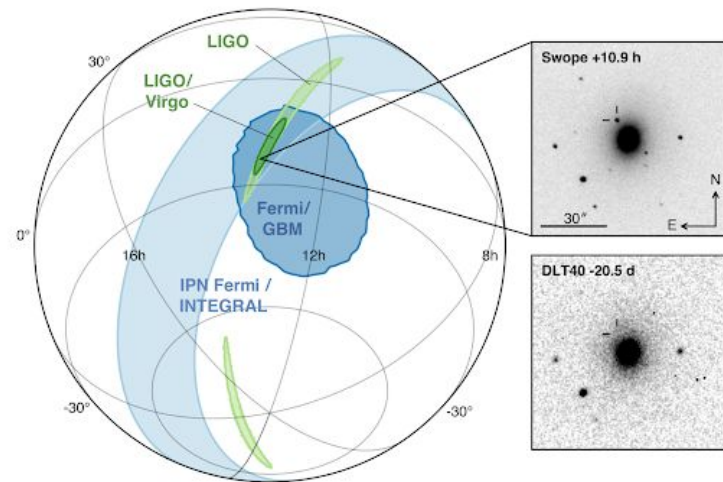 LIGO
LIGO/
Virgo
Fermi/
GBM
IPN Fermi /
INTEGRAL
30°
0°
-30°
-30°
16h
12h
8h
Swope +10.9 h
N
E
30"
DLT40 -20.5 d